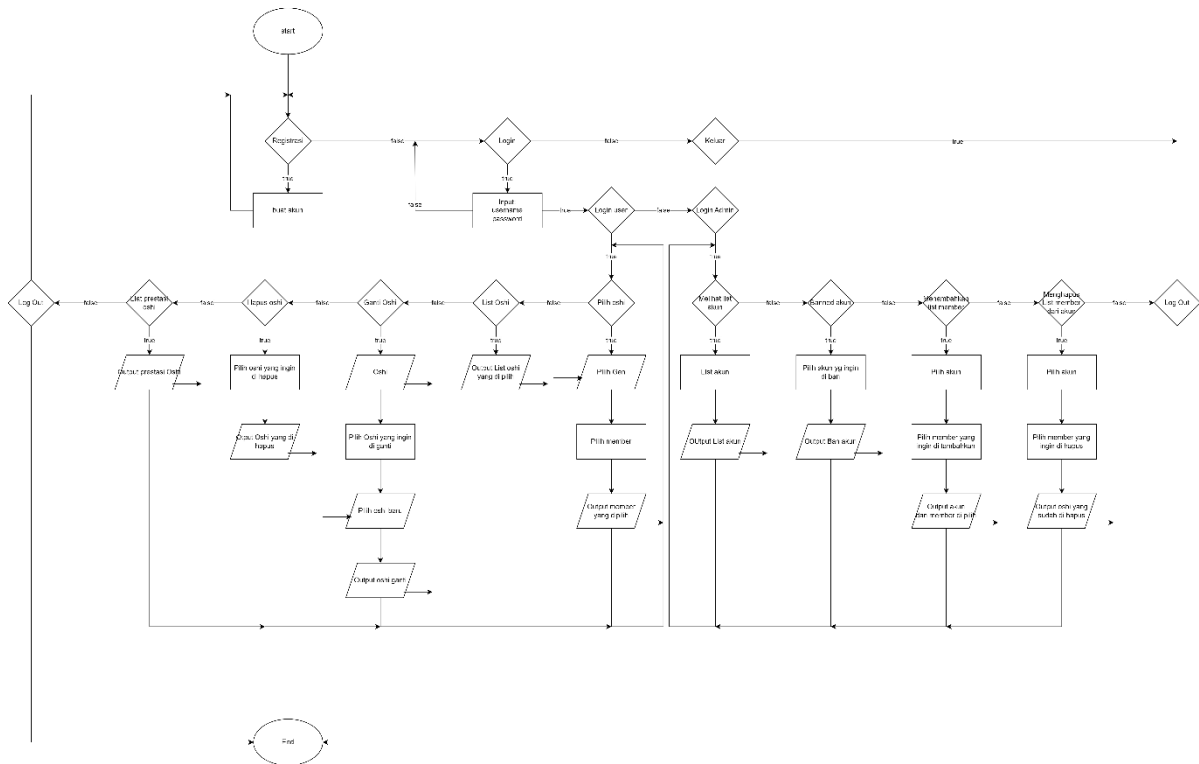 start
Registrasi
false
Login
false
Keluar
true
true
true
Buat akun
false
Input
username
password
true
Login user
false
Login Admin
true
true
Log Out
false
List prestasi
oshi
false
Hapus oshi
false
Ganti Oshi
false
List Oshi
false
Pilih oshi
Melihat list
akun
false
Banned akun
false
Menambahkan
list member
false
Menghapus
List member
dari akun
false
Log Out
true
true
true
true
true
true
true
true
true
Output prestasi Oshi
Pilih oshi yang ingin
di hapus
Oshi
Output List oshi
yang di pilih
Pilih Gen
List akun
Pilih akun yg ingin
di ban
Pilih akun
Pilih akun
Otput Oshi yang di
hapus
Pilih Oshi yang ingin
di ganti
Pilih member
OUtput List akun
Output Ban akun
Pilih member yang
ingin di tambahkan
Pilih member yang
ingin di hapus
Pilih oshi baru
Output member
yang di pilih
Output akun
dan member di pilih
Output oshi yang
sudah di hapus
Output oshi ganti
End